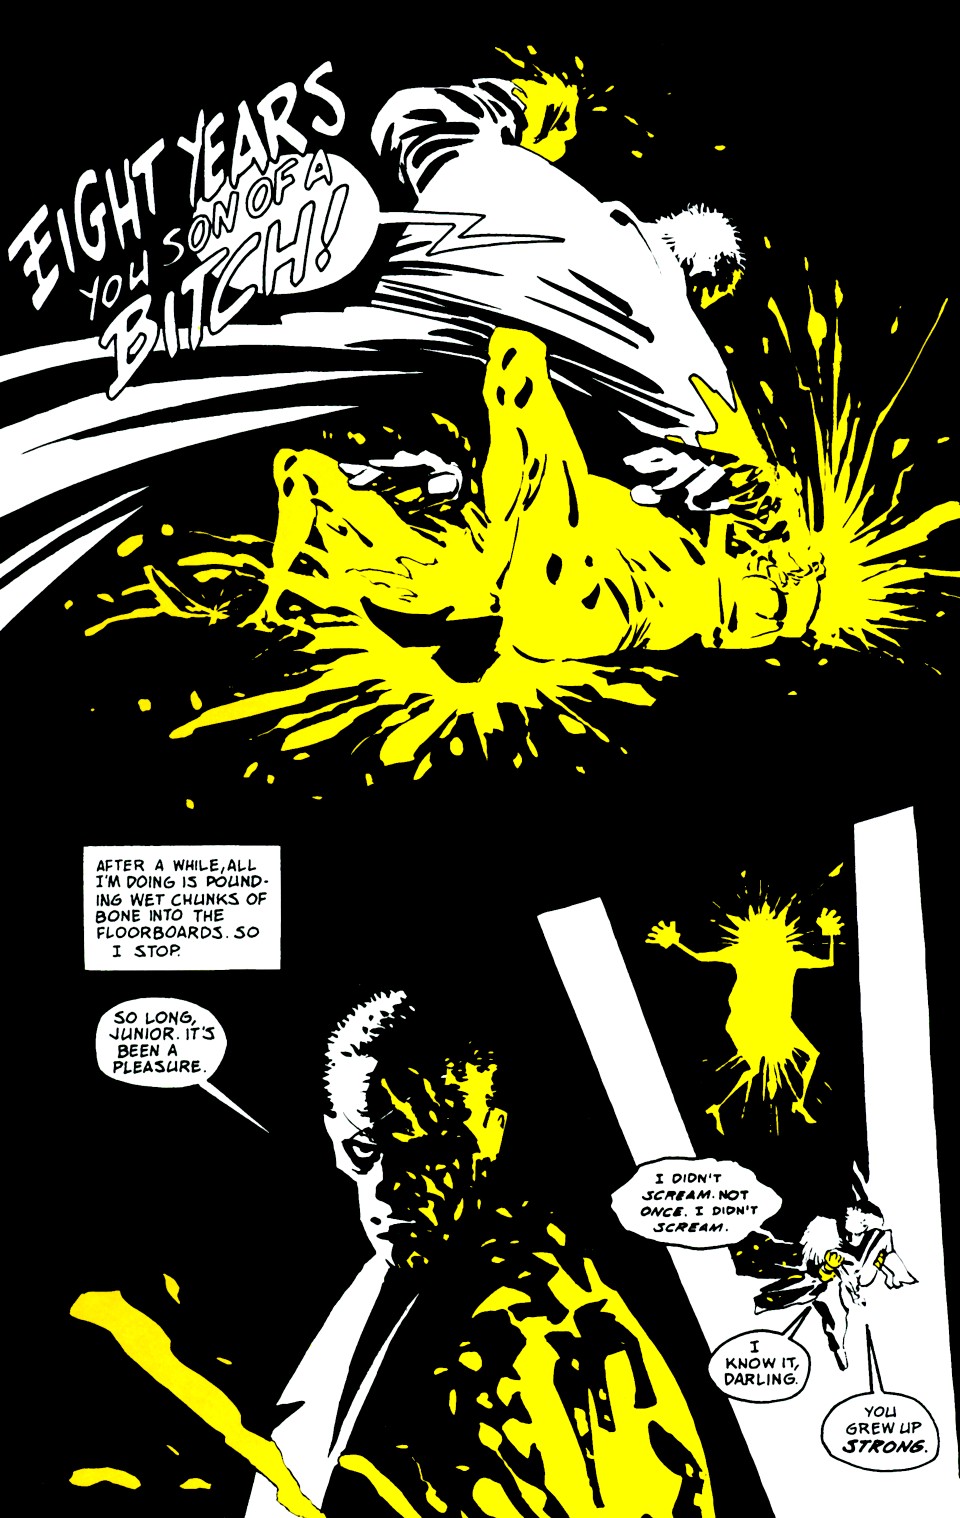 EIGHT YEARS
YOU SON OF A
BITCH!
AFTER A WHILE, ALL
I'M DOING IS POUND-
ING WET CHUNKS OF
BONE INTO THE
FLOORBOARDS. SO
I STOP.
SO LONG,
JUNIOR. IT'S
BEEN A
PLEASURE.
I DIDN'T
SCREAM. NOT
ONCE. I DIDN'T
SCREAM.
I
KNOW IT,
DARLING.
YOU
GREW UP
STRONG.